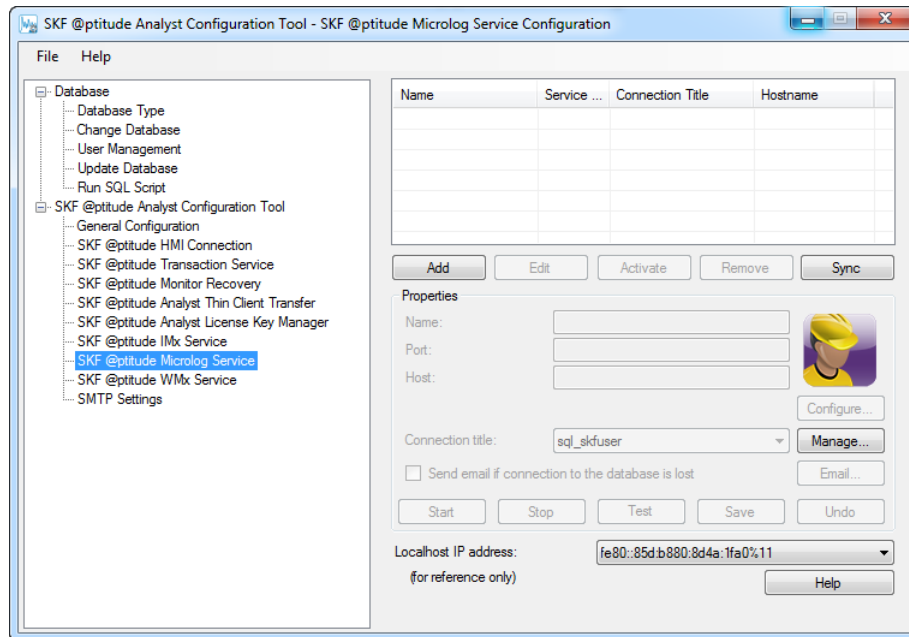 SKF @ptitude Analyst Configuration Tool - SKF @ptitude Microlog Service Configuration
File Help
Database
Database Type
Change Database
User Management
Update Database
Run SQL Script
SKF @ptitude Analyst Configuration Tool
General Configuration
SKF @ptitude HMI Connection
SKF @ptitude Transaction Service
SKF @ptitude Monitor Recovery
SKF @ptitude Analyst Thin Client Transfer
SKF @ptitude Analyst License Key Manager
SKF @ptitude IMx Service
SKF @ptitude Microlog Service
SKF @ptitude WMx Service
SMTP Settings
Name Service ... Connection Title Hostname
Add Edit Activate Remove Sync
Properties
Name:
Port:
Host:
Configure...
Connection title: sql_skfuser Manage...
Send email if connection to the database is lost Email...
Start Stop Test Save Undo
Localhost IP address: fe80::85d:b880:8d4a:1fa0%11
(for reference only)
Help